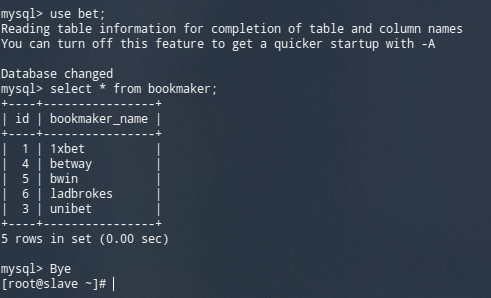 mysql> use bet;
Reading table information for completion of table and column names
You can turn off this feature to get a quicker startup with -A
Database changed
mysql> select * from bookmaker;
+----+----------------+
| id | bookmaker_name |
+----+----------------+
|  1 | 1xbet          |
|  4 | betway         |
|  5 | bwin           |
|  6 | ladbrokes      |
|  3 | unibet         |
+----+----------------+
5 rows in set (0.00 sec)
mysql> Bye
[root@slave ~]#